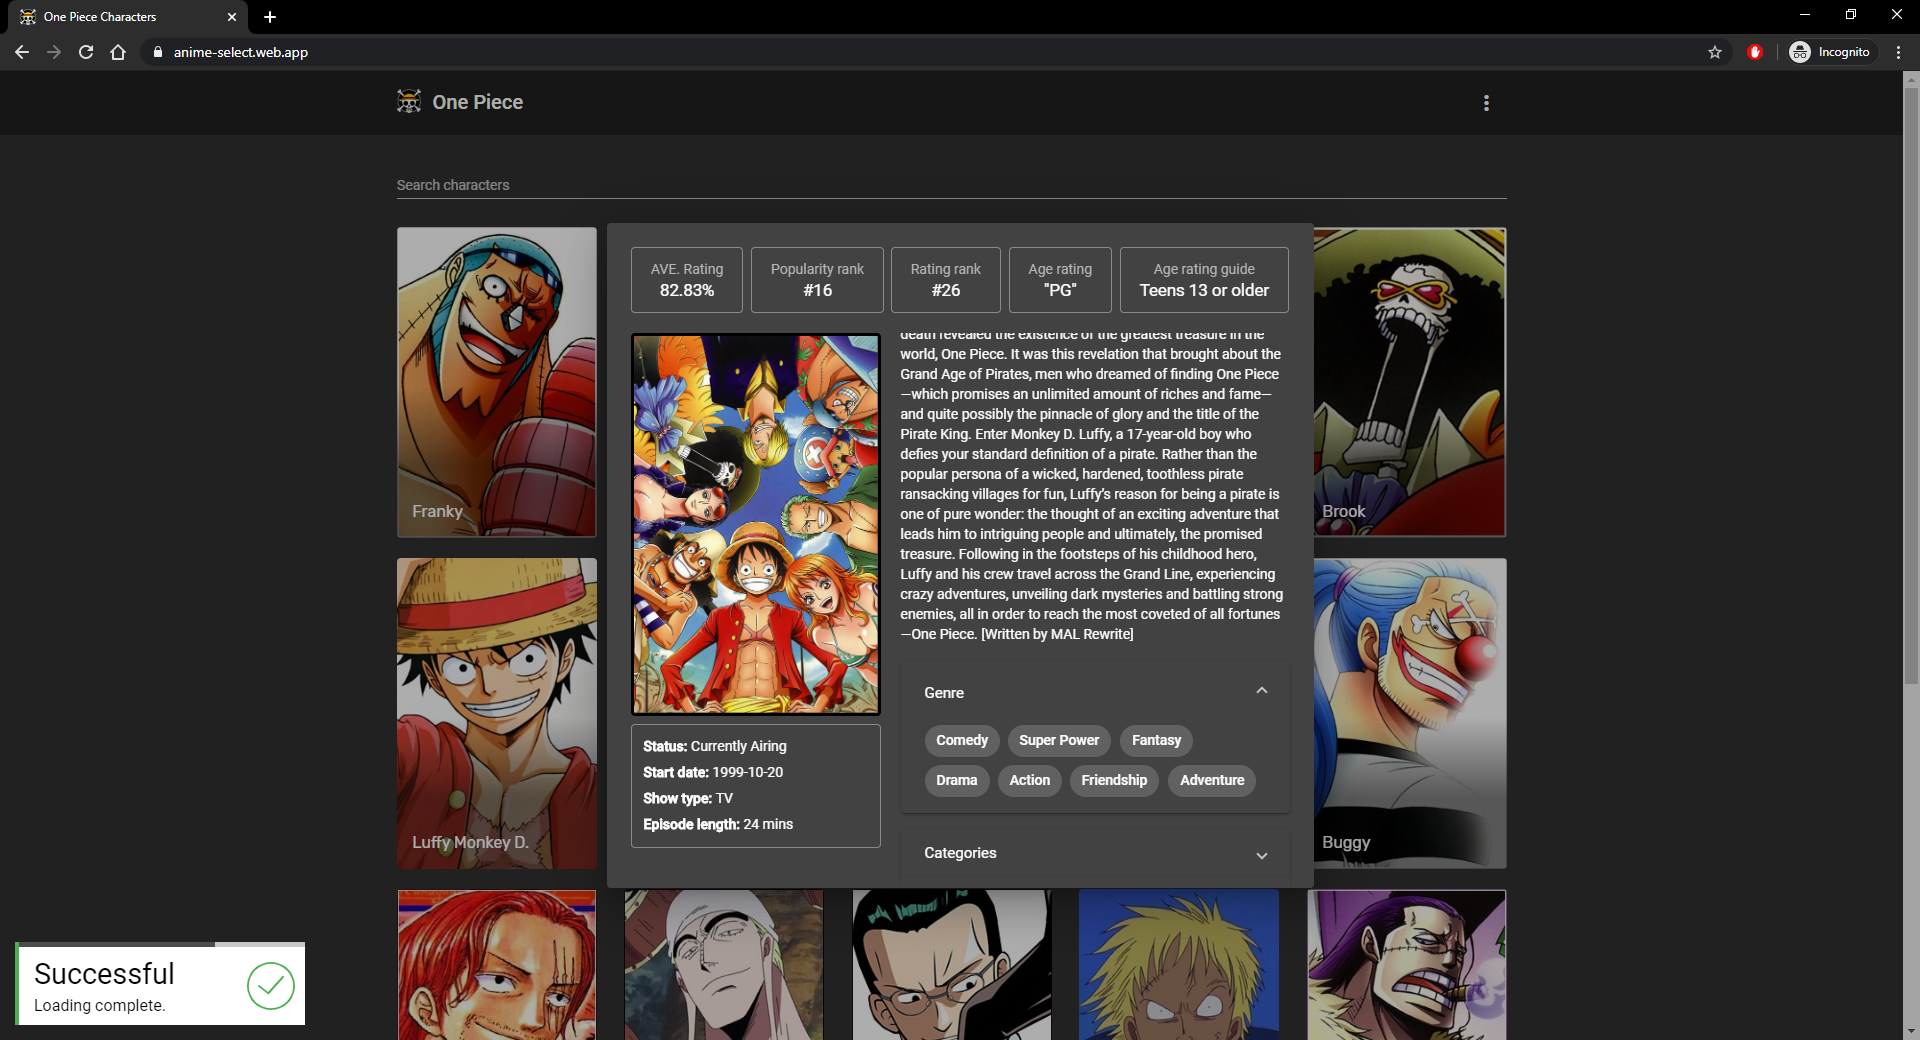 One Piece Characters
anime-select.web.app
Incognito
One Piece
Search characters
AVE. Rating
82.83%
Popularity rank
#16
Rating rank
#26
Age rating
"PG"
Age rating guide
Teens 13 or older
death revealed the existence of the greatest treasure in the
world, One Piece. It was this revelation that brought about the
Grand Age of Pirates, men who dreamed of finding One Piece
—which promises an unlimited amount of riches and fame—
and quite possibly the pinnacle of glory and the title of the
Pirate King. Enter Monkey D. Luffy, a 17-year-old boy who
defies your standard definition of a pirate. Rather than the
popular persona of a wicked, hardened, toothless pirate
ransacking villages for fun, Luffy's reason for being a pirate is
one of pure wonder: the thought of an exciting adventure that
leads him to intriguing people and ultimately, the promised
treasure. Following in the footsteps of his childhood hero,
Luffy and his crew travel across the Grand Line, experiencing
crazy adventures, unveiling dark mysteries and battling strong
enemies, all in order to reach the most coveted of all fortunes
—One Piece. [Written by MAL Rewrite]
Franky
Brook
Genre
Comedy
Super Power
Fantasy
Drama
Action
Friendship
Adventure
Status: Currently Airing
Start date: 1999-10-20
Show type: TV
Episode length: 24 mins
Categories
Luffy Monkey D.
Buggy
Successful
Loading complete.